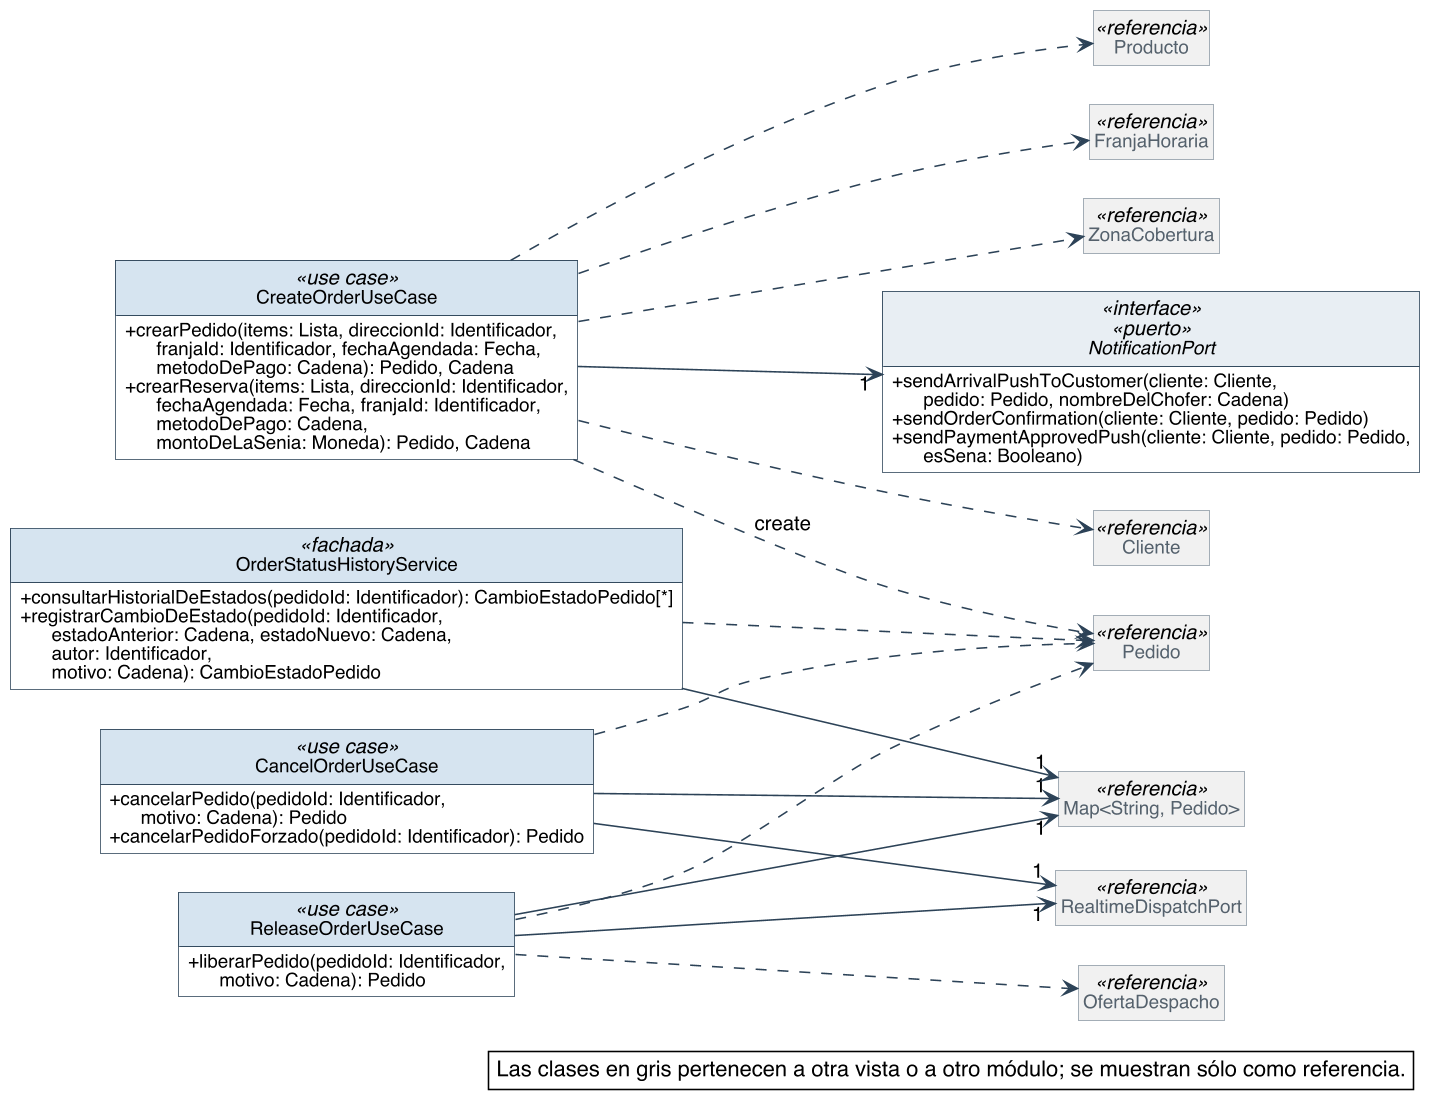 «referencia»
Producto
«referencia»
FranjaHoraria
«referencia»
ZonaCobertura
«use case»
CreateOrderUseCase
+crearPedido(items: Lista, direccionId: Identificador,
franjaId: Identificador, fechaAgendada: Fecha,
metodoDePago: Cadena): Pedido, Cadena
+crearReserva(items: Lista, direccionId: Identificador,
fechaAgendada: Fecha, franjaId: Identificador,
metodoDePago: Cadena,
montoDeLaSenia: Moneda): Pedido, Cadena
1
«interface»
«puerto»
NotificationPort
+sendArrivalPushToCustomer(cliente: Cliente,
pedido: Pedido, nombreDelChofer: Cadena)
+sendOrderConfirmation(cliente: Cliente, pedido: Pedido)
+sendPaymentApprovedPush(cliente: Cliente, pedido: Pedido,
esSena: Booleano)
create
«referencia»
Cliente
«fachada»
OrderStatusHistoryService
+consultarHistorialDeEstados(pedidoId: Identificador): CambioEstadoPedido[*]
+registrarCambioDeEstado(pedidoId: Identificador,
estadoAnterior: Cadena, estadoNuevo: Cadena,
autor: Identificador,
motivo: Cadena): CambioEstadoPedido
«referencia»
Pedido
«use case»
CancelOrderUseCase
+cancelarPedido(pedidoId: Identificador,
motivo: Cadena): Pedido
+cancelarPedidoForzado(pedidoId: Identificador): Pedido
1
1
1
«referencia»
Map<String, Pedido>
«use case»
ReleaseOrderUseCase
+liberarPedido(pedidoId: Identificador,
motivo: Cadena): Pedido
1
1
«referencia»
RealtimeDispatchPort
«referencia»
OfertaDespacho
Las clases en gris pertenecen a otra vista o a otro módulo; se muestran sólo como referencia.